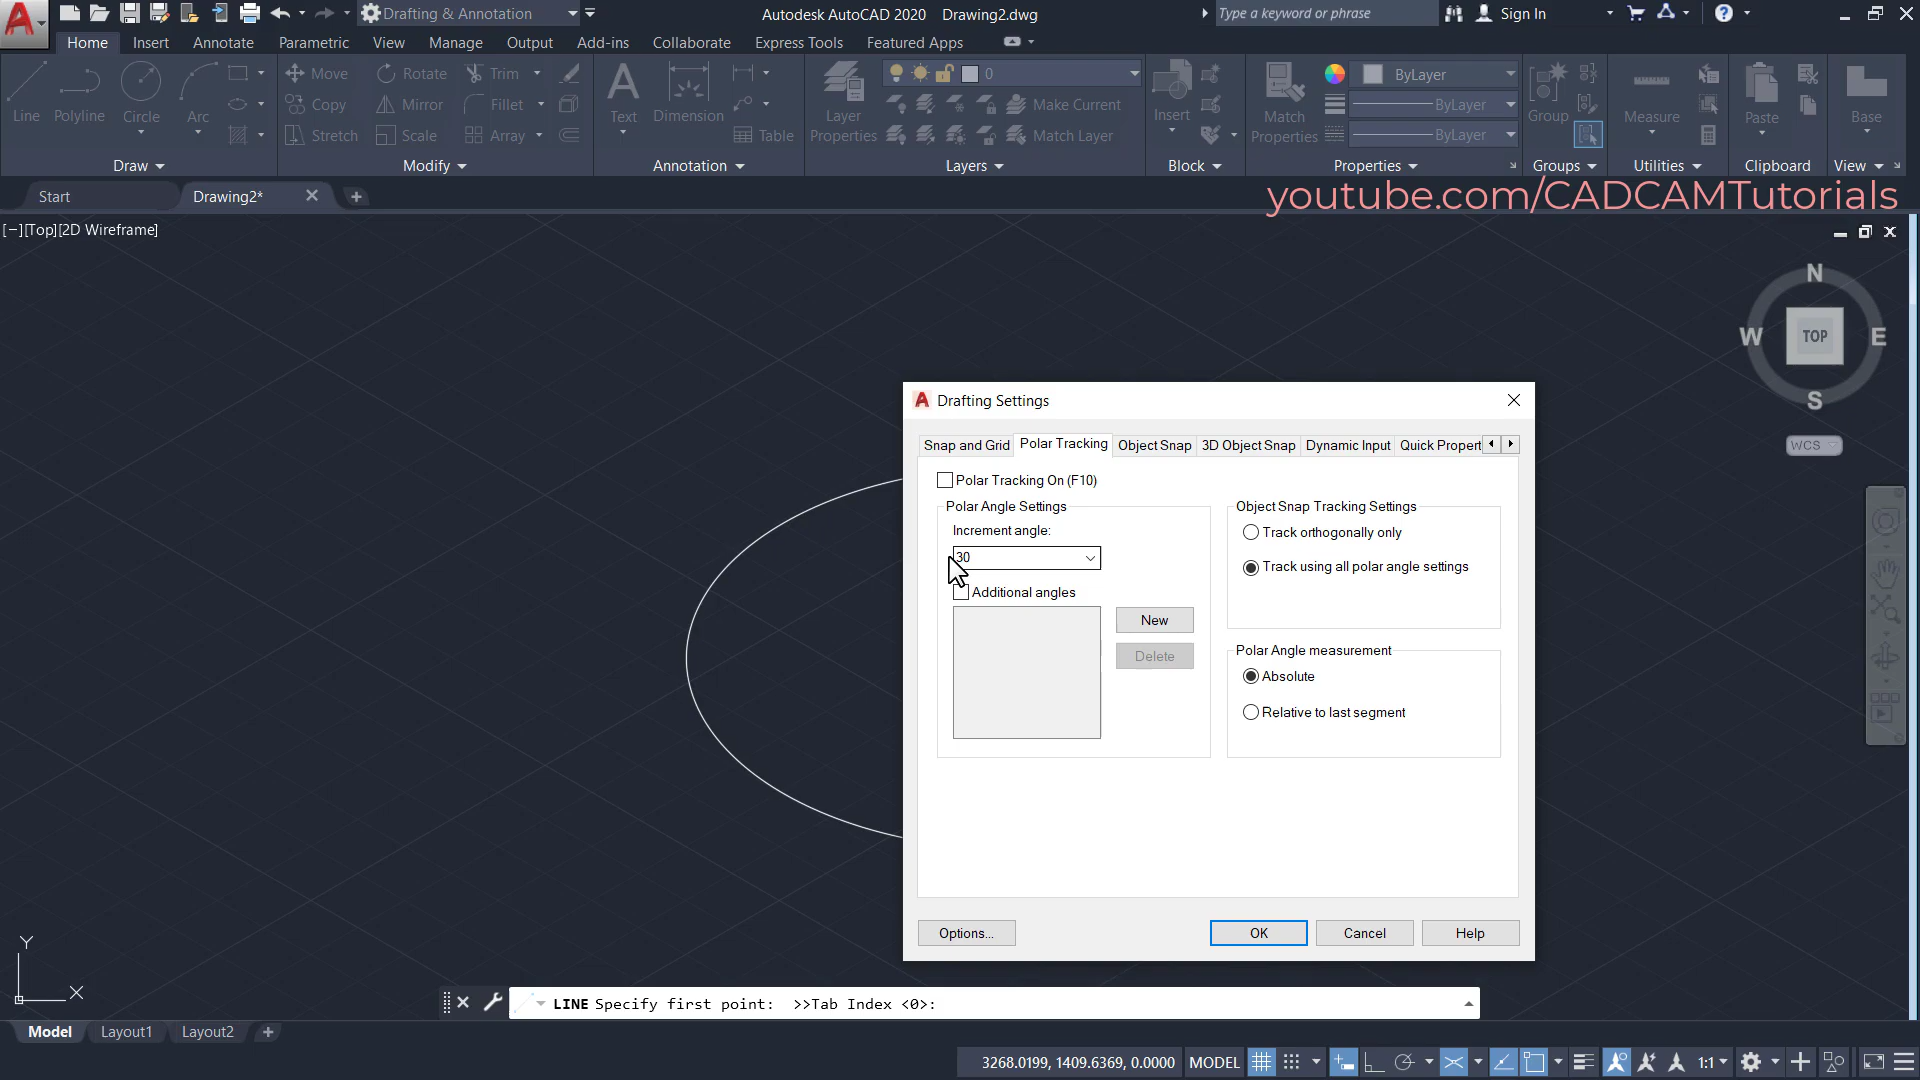 Drafting & Annotation
Autodesk AutoCAD 2020 Drawing2.dwg
Type a keyword or phrase
Sign In
Home Insert Annotate Parametric View Manage Output Add-ins Collaborate Express Tools Featured Apps
Line Polyline Circle Arc
Move Rotate Trim
Copy Mirror Fillet
Stretch Scale Array
Text Dimension Table
Layer Properties
0
Make Current
Match Layer
Insert
Match Properties
ByLayer
ByLayer
ByLayer
Group Measure Paste Base
Draw Modify Annotation Layers Block Properties Groups Utilities Clipboard View
Start Drawing2*
youtube.com/CADCAMTutorials
[−][Top][2D Wireframe]
N
W TOP E
S
WCS
Drafting Settings
Snap and Grid Polar Tracking Object Snap 3D Object Snap Dynamic Input Quick Propert
Polar Tracking On (F10)
Polar Angle Settings
Increment angle:
30
Additional angles
New
Delete
Object Snap Tracking Settings
Track orthogonally only
Track using all polar angle settings
Polar Angle measurement
Absolute
Relative to last segment
Options... OK Cancel Help
Y
X
LINE Specify first point: >>Tab Index <0>:
Model Layout1 Layout2
3268.0199, 1409.6369, 0.0000 MODEL 1:1